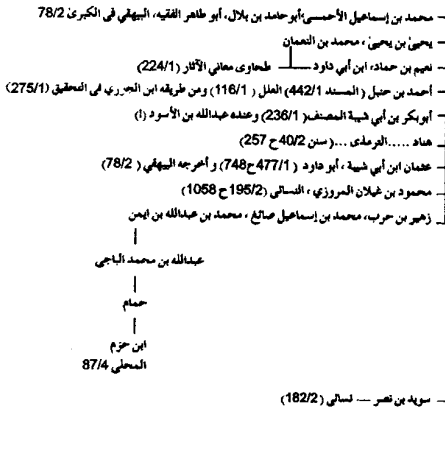 محمد بن إسماعيل الأحمسي؛ أبو حامد بن بلال، أبو طاهر الفقيه، البيهقي في الكبرىٰ 78/2
يحيىٰ بن يحيىٰ، محمد بن النعمان
نعيم بن حماد، ابن أبي داود — طحاوي معاني الآثار (224/1)
أحمد بن حنبل (المسند 442/1) العلل (116/1) ومن طريقه ابن الجوزي في التحقيق (275/1)
أبوبكر بن أبي شيبة المصنف (236/1) وعنده عبدالله بن الأسود (!)
هناد ..... الترمذي ... (سنن 40/2 ح 257)
عثمان ابن أبي شيبة، أبو داود (477/1 ح 748) و أخرجه البيهقي (78/2)
محمود بن غيلان المروزي، النسائي (195/2 ح 1058)
زهير بن حرب، محمد بن إسماعيل صائغ، محمد بن عبدالله بن ايمن
عبدالله بن محمد الباجي
حمام
ابن حزم
المحلى 87/4
سويد بن نصر — نسائی (182/2)